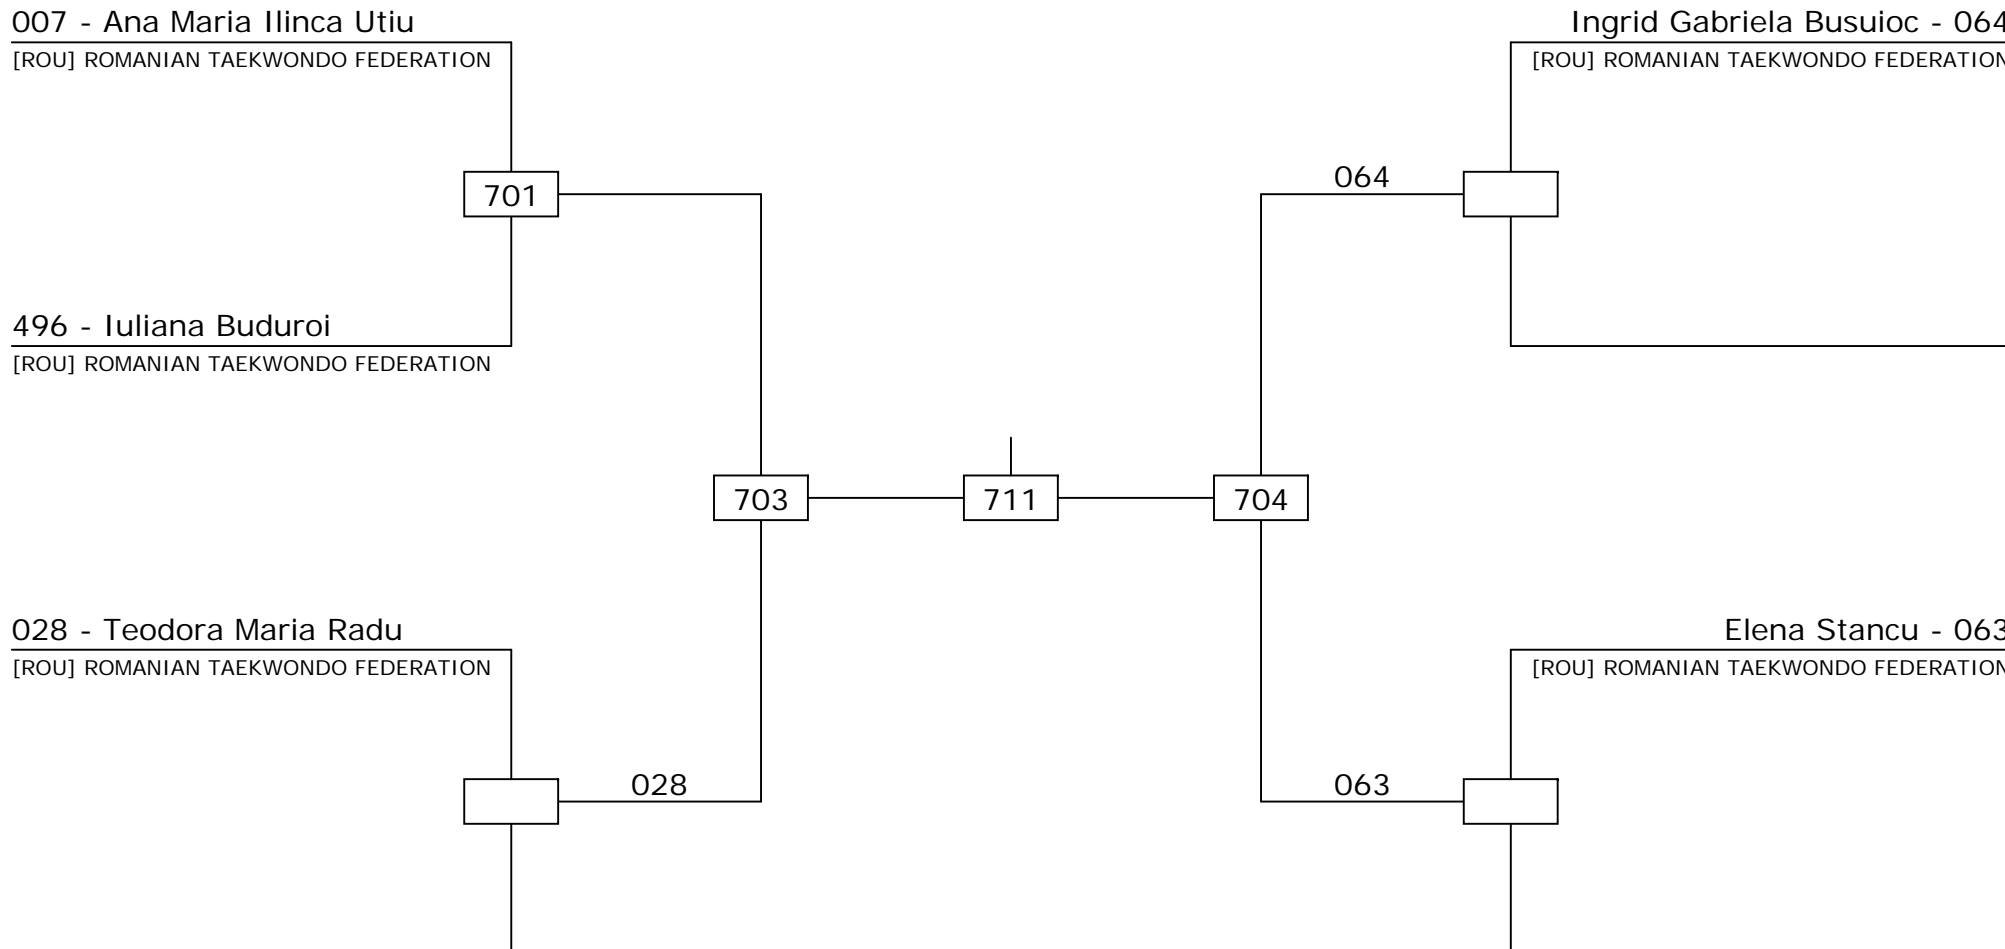 007 - Ana Maria Ilinca Utiu
[ROU] ROMANIAN TAEKWONDO FEDERATION
Ingrid Gabriela Busuioc - 064
[ROU] ROMANIAN TAEKWONDO FEDERATION
701
064
496 - Iuliana Buduroi
[ROU] ROMANIAN TAEKWONDO FEDERATION
703
711
704
028 - Teodora Maria Radu
[ROU] ROMANIAN TAEKWONDO FEDERATION
Elena Stancu - 063
[ROU] ROMANIAN TAEKWONDO FEDERATION
028
063